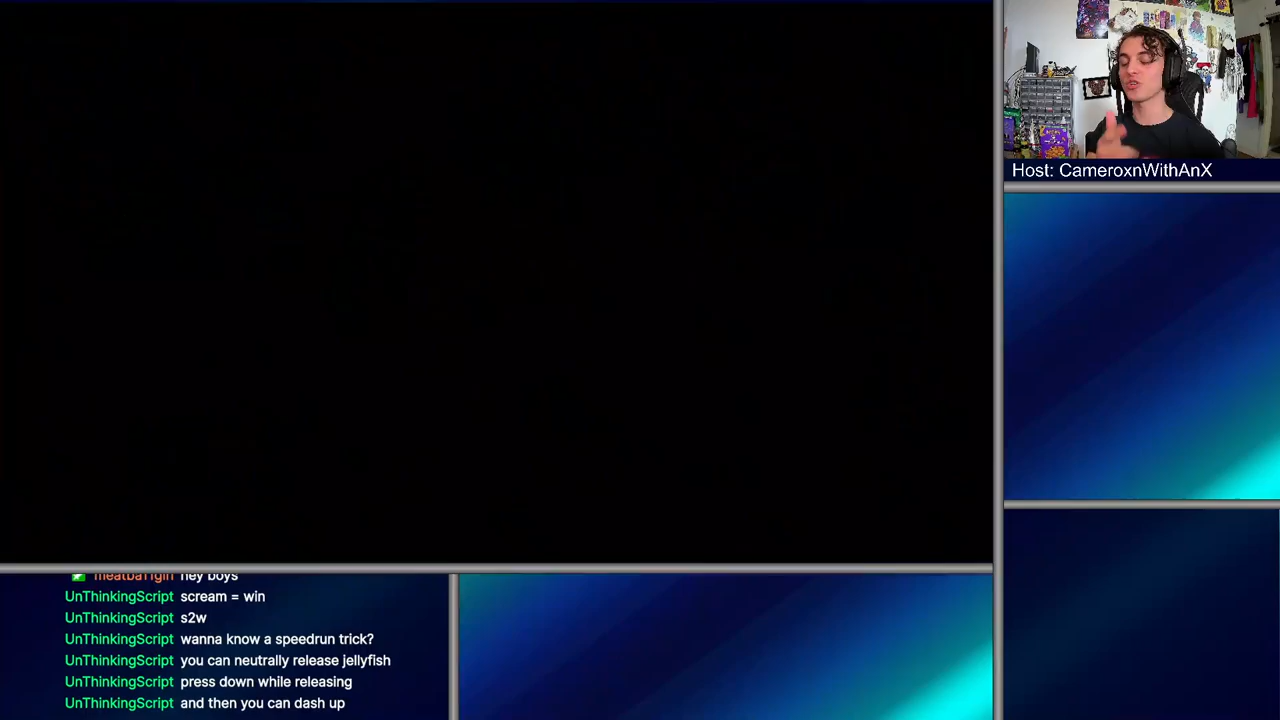 Host: CameroxnWithAnX
hey boys
UnThinkingScript scream = win
UnThinkingScript s2w
UnThinkingScript wanna know a speedrun trick?
UnThinkingScript you can neutrally release jellyfish
UnThinkingScript press down while releasing
UnThinkingScript and then you can dash up